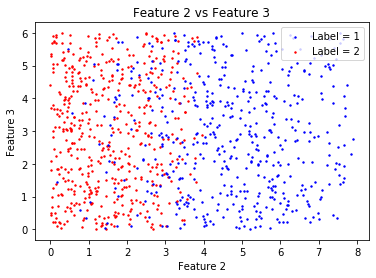 Feature 2 vs Feature 3
Label = 1
Label = 2
6
5
4
3
2
1
0
Feature 3
0 1 2 3 4 5 6 7 8
Feature 2